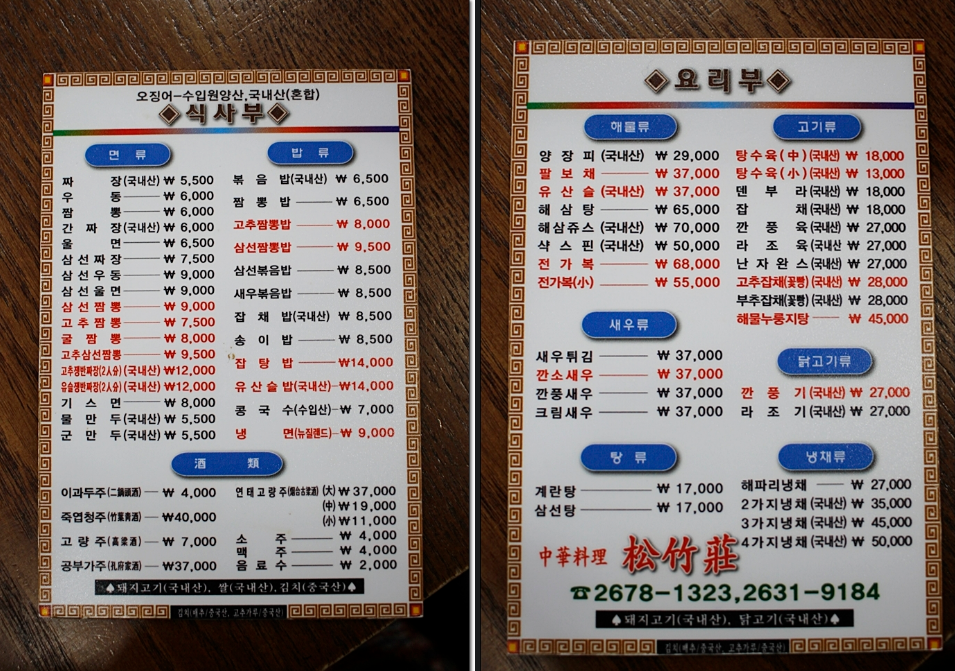 오징어-수입원양산,국내산(혼합)
◆식사부◆
면 류
짜 장(국내산) ₩ 5,500
우 동 ₩ 6,000
짬 뽕 ₩ 6,000
간 짜 장(국내산) ₩ 6,000
울 면 ₩ 6,500
삼선짜장 ₩ 7,500
삼선우동 ₩ 9,000
삼선울면 ₩ 9,000
삼선짬뽕 ₩ 9,000
고추짬뽕 ₩ 7,500
굴 짬 뽕 ₩ 8,000
고추삼선짬뽕 ₩ 9,500
고추쟁반짜장(2人分)(국내산) ₩12,000
유슬쟁반짜장(2人分)(국내산) ₩12,000
기 스 면 ₩ 8,000
물 만 두(국내산) ₩ 5,500
군 만 두(국내산) ₩ 5,500
밥 류
볶 음 밥(국내산) ₩ 6,500
짬 뽕 밥 ₩ 6,500
고추짬뽕밥 ₩ 8,000
삼선짬뽕밥 ₩ 9,500
삼선볶음밥 ₩ 8,500
새우볶음밥 ₩ 8,500
잡 채 밥(국내산) ₩ 8,500
송 이 밥 ₩ 8,500
잡 탕 밥 ₩14,000
유 산 슬 밥(국내산) ₩14,000
콩 국 수(수입산) ₩ 7,000
냉 면(뉴질랜드) ₩ 9,000
酒 類
이과두주(二鍋頭酒) ₩ 4,000
죽엽청주(竹葉靑酒) ₩40,000
고 량 주(高粱酒) ₩ 7,000
공부가주(孔府家酒) ₩37,000
연태고량주(烟台古酒) (大) ₩37,000
(中) ₩19,000
(小) ₩11,000
소 주 ₩ 4,000
맥 주 ₩ 4,000
음 료 수 ₩ 2,000
♠돼지고기(국내산), 쌀(국내산),김치(중국산)♠
김치(배추/중국산, 고추가루/중국산)
◆요리부◆
해물류
양 장 피 (국내산) ₩ 29,000
팔 보 채 ₩ 37,000
유 산 슬 (국내산) ₩ 37,000
해 삼 탕 ₩ 65,000
해삼쥬스 (국내산) ₩ 70,000
샥 스 핀 (국내산) ₩ 50,000
전 가 복 ₩ 68,000
전가복(小) ₩ 55,000
새우류
새우튀김 ₩ 37,000
깐소새우 ₩ 37,000
깐풍새우 ₩ 37,000
크림새우 ₩ 37,000
탕 류
계란탕 ₩ 17,000
삼선탕 ₩ 17,000
고기류
탕수육(中)(국내산) ₩ 18,000
탕수육(小)(국내산) ₩ 13,000
덴 부 라(국내산) ₩ 18,000
잡 채(국내산) ₩ 18,000
깐 풍 육(국내산) ₩ 27,000
라 조 육(국내산 ₩ 27,000
난 자 완 스(국내산) ₩ 27,000
고추잡채(꽃빵)(국내산) ₩ 28,000
부추잡채(꽃빵)(국내산) ₩ 28,000
해물누룽지탕 ₩ 45,000
닭고기류
깐 풍 기(국내산) ₩ 27,000
라 조 기(국내산) ₩ 27,000
냉채류
해파리냉채 ₩ 27,000
2가지냉채(국내산) ₩ 35,000
3가지냉채(국내산) ₩ 45,000
4가지냉채(국내산) ₩ 50,000
中華料理 松竹莊
☎2678-1323,2631-9184
♠돼지고기(국내산), 닭고기(국내산)♠
김치(배추/중국산, 고추가루/중국산)